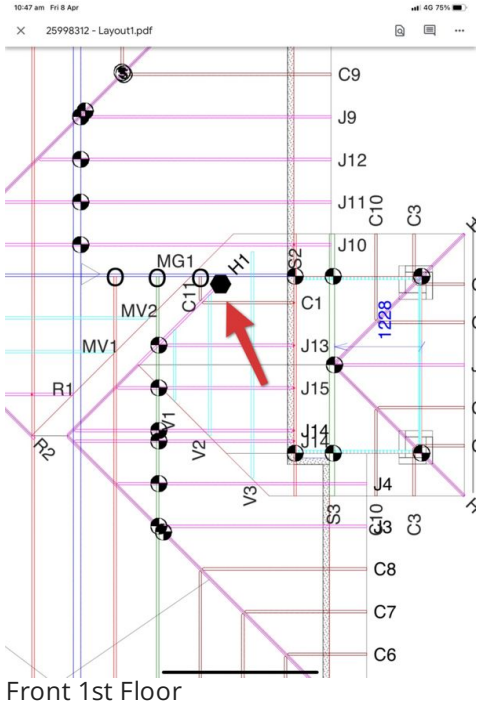 10:47 am Fri 8 Apr
4G 75%
25998312 - Layout1.pdf
C9
J9
J12
J11
C10
C3
J10
S2
MG1
H1
C11
C1
MV2
1228
MV1
J13
R1
J15
V1
J14
J14
R2
V2
V3
J4
S3
C10
C3
J3
C8
C7
C6
Front 1st Floor